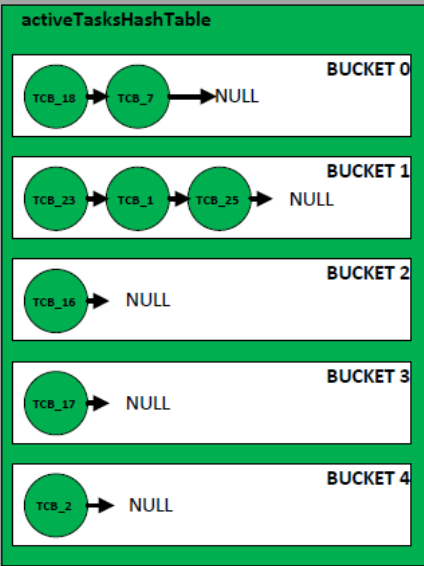 activeTasksHashTable
BUCKET 0
TCB_18 TCB_7 NULL
BUCKET 1
TCB_23 TCB_1 TCB_25 NULL
BUCKET 2
TCB_16 NULL
BUCKET 3
TCB_17 NULL
BUCKET 4
TCB_2 NULL